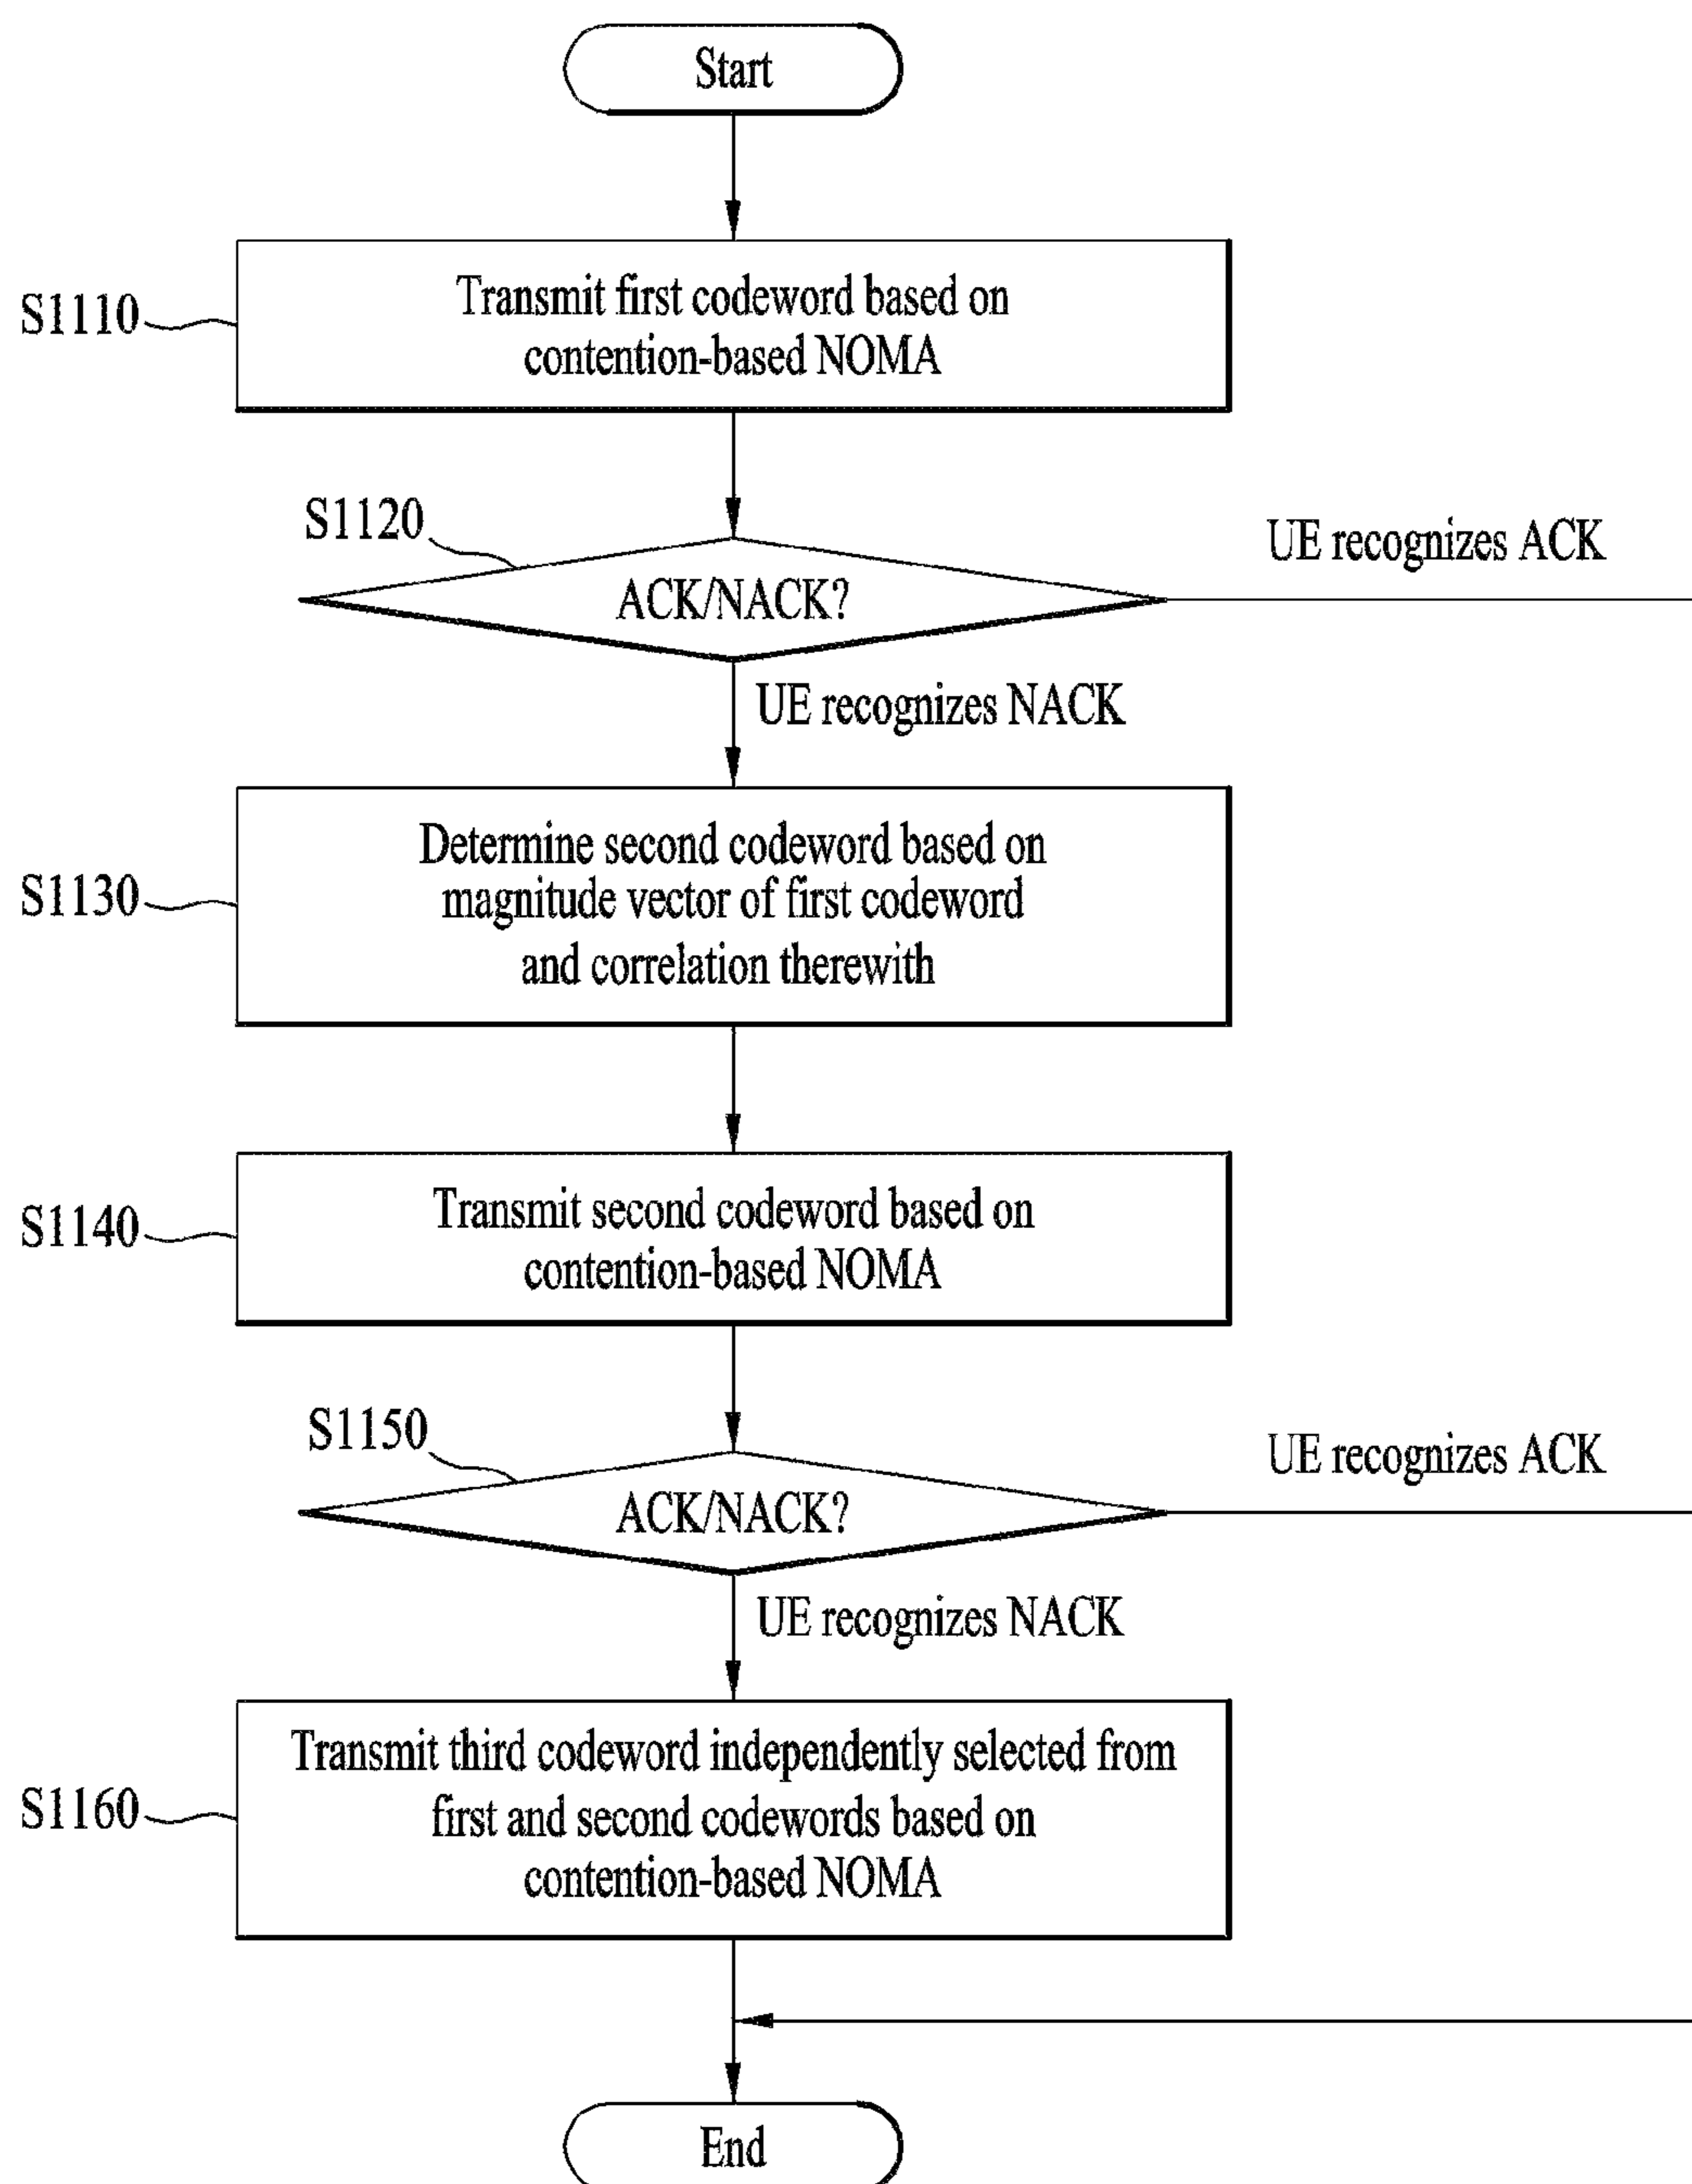 Start
S1110
Transmit first codeword based on
contention-based NOMA
S1120
ACK/NACK?
UE recognizes ACK
UE recognizes NACK
S1130
Determine second codeword based on
magnitude vector of first codeword
and correlation therewith
S1140
Transmit second codeword based on
contention-based NOMA
S1150
ACK/NACK?
UE recognizes ACK
UE recognizes NACK
S1160
Transmit third codeword independently selected from
first and second codewords based on
contention-based NOMA
End